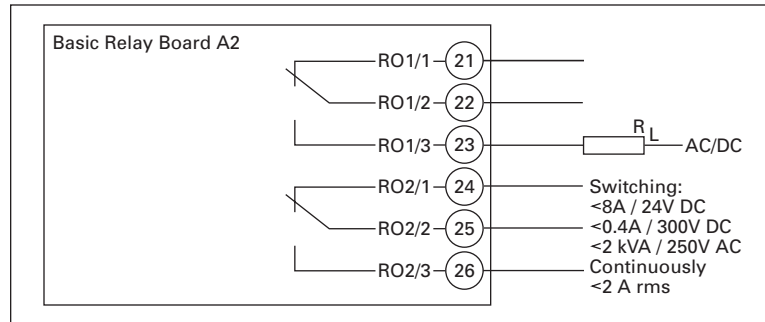 Basic Relay Board A2
RO1/1 21
RO1/2 22
RO1/3 23 RL AC/DC
RO2/1 24 Switching:
<8A / 24V DC
RO2/2 25 <0.4A / 300V DC
<2 kVA / 250V AC
RO2/3 26 Continuously
<2 A rms